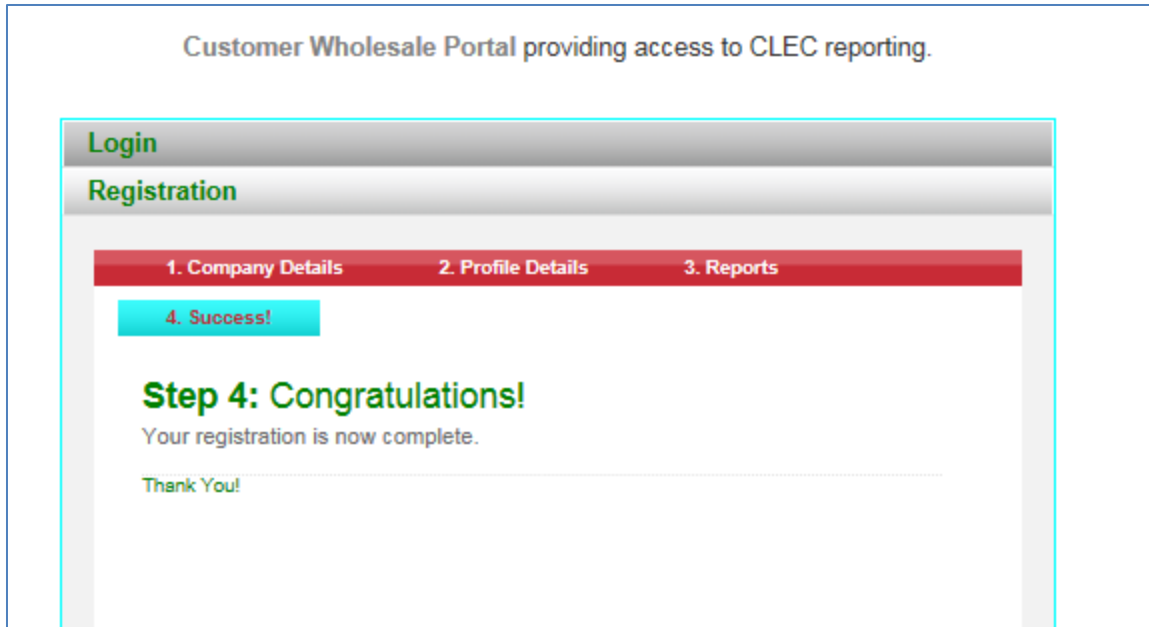 Customer Wholesale Portal providing access to CLEC reporting.
Login
Registration
1. Company Details 2. Profile Details 3. Reports
4. Success!
Step 4: Congratulations!
Your registration is now complete.
Thank You!